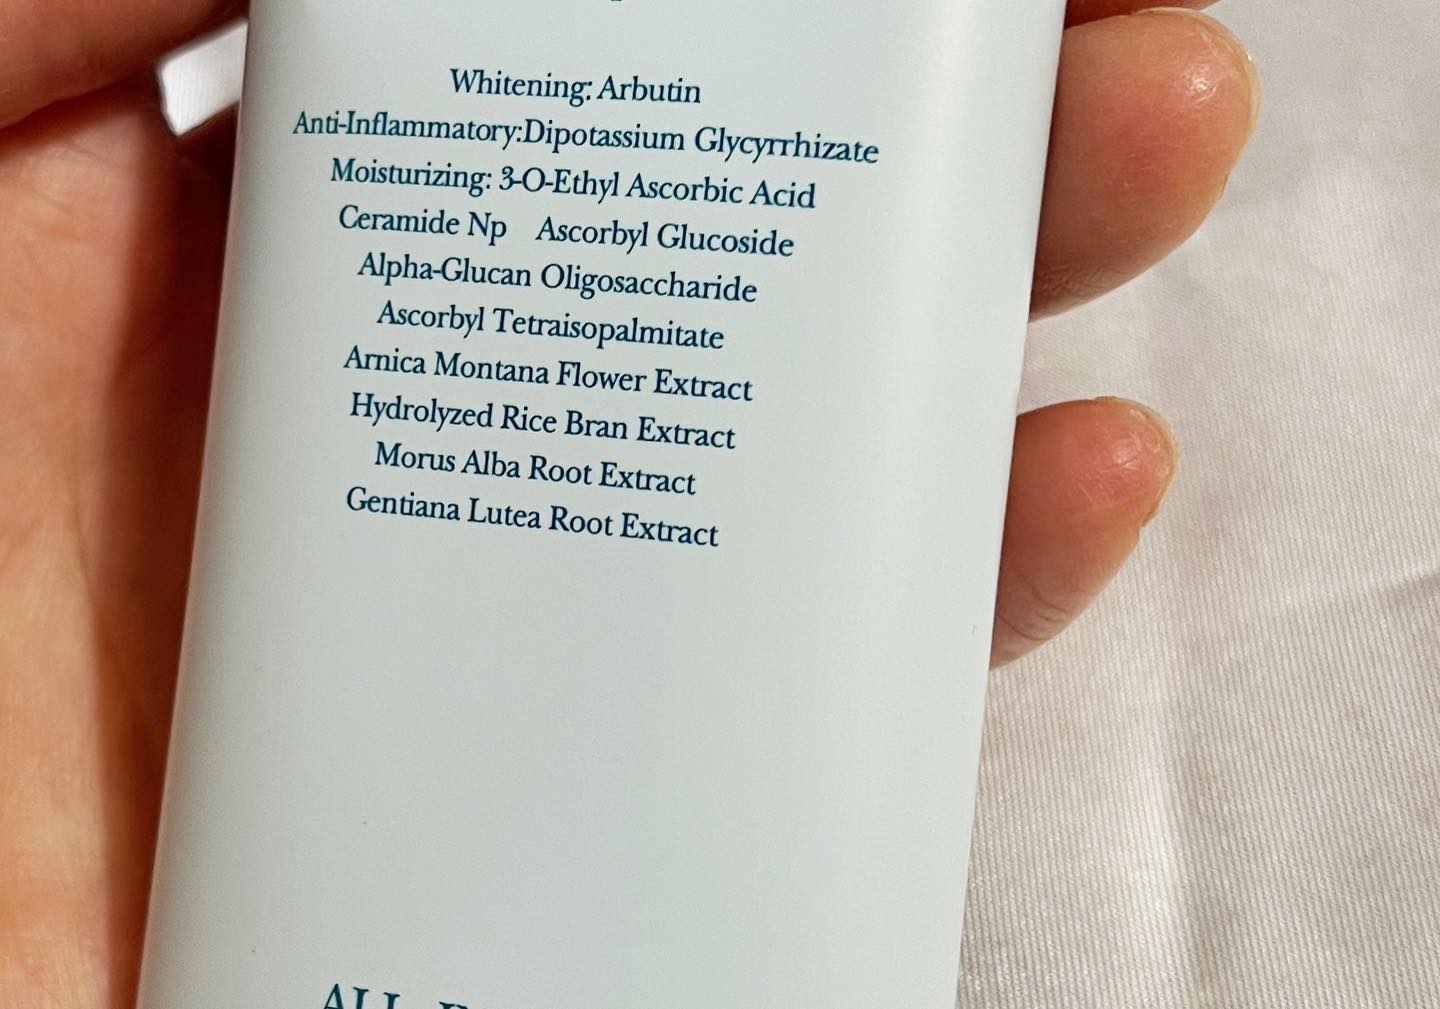 Whitening: Arbutin
Anti-Inflammatory:Dipotassium Glycyrrhizate
Moisturizing: 3-O-Ethyl Ascorbic Acid
Ceramide Np Ascorbyl Glucoside
Alpha-Glucan Oligosaccharide
Ascorbyl Tetraisopalmitate
Arnica Montana Flower Extract
Hydrolyzed Rice Bran Extract
Morus Alba Root Extract
Gentiana Lutea Root Extract
ALL